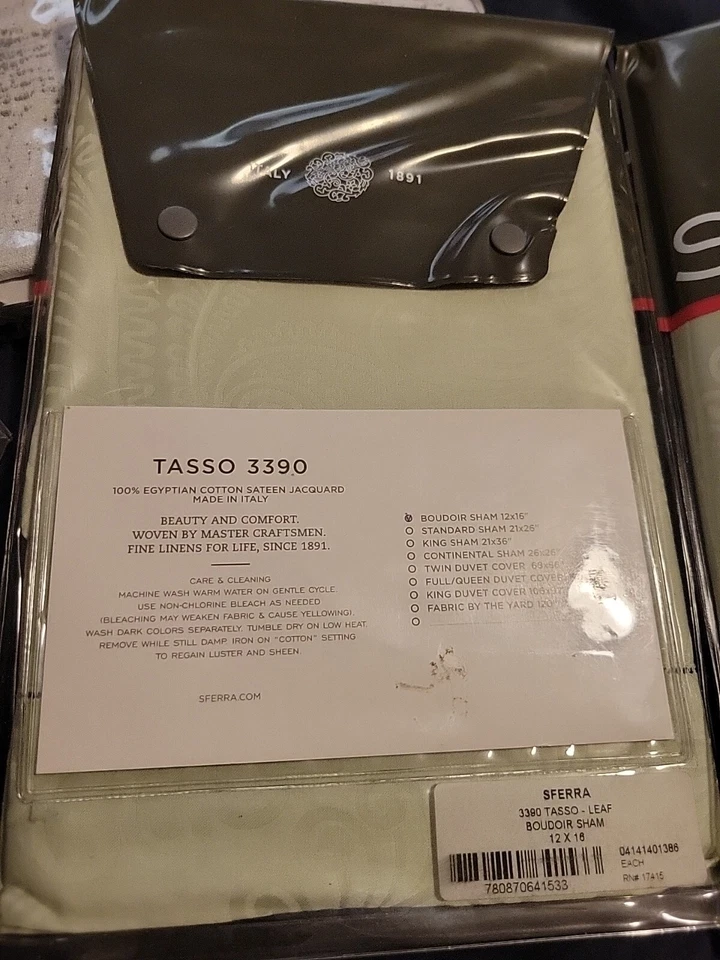 ITALY 1891
S
TASSO 3390
100% EGYPTIAN COTTON SATEEN JACQUARD
MADE IN ITALY
BEAUTY AND COMFORT.
WOVEN BY MASTER CRAFTSMEN.
FINE LINENS FOR LIFE, SINCE 1891.
CARE & CLEANING
MACHINE WASH WARM WATER ON GENTLE CYCLE.
USE NON-CHLORINE BLEACH AS NEEDED
(BLEACHING MAY WEAKEN FABRIC & CAUSE YELLOWING).
WASH DARK COLORS SEPARATELY. TUMBLE DRY ON LOW HEAT.
REMOVE WHILE STILL DAMP. IRON ON "COTTON" SETTING
TO REGAIN LUSTER AND SHEEN.
SFERRA.COM
BOUDOIR SHAM 12x16"
STANDARD SHAM 21x26"
KING SHAM 21x36"
CONTINENTAL SHAM 26x26"
TWIN DUVET COVER
FULL/QUEEN DUVET COVER
KING DUVET COVER
FABRIC BY THE YARD 120"
SFERRA
3390 TASSO - LEAF
BOUDOIR SHAM
12 X 16
04141401386
EACH
RN# 17415
780870641533